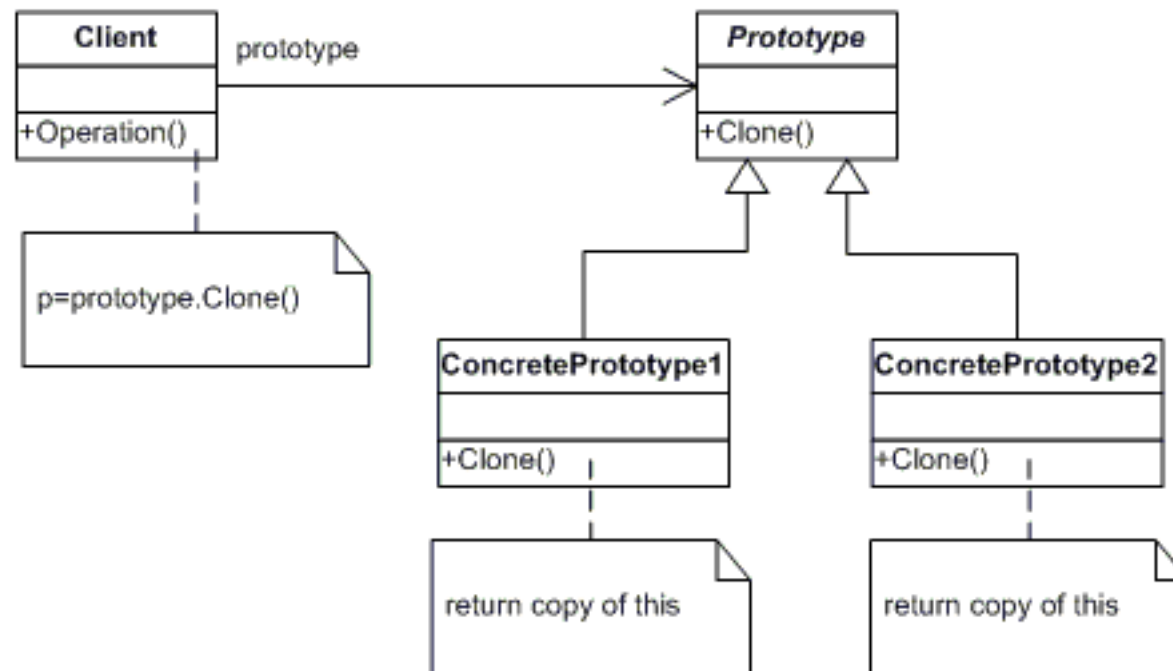 Client
prototype
Prototype
+Operation()
+Clone()
p=prototype.Clone()
ConcretePrototype1
ConcretePrototype2
+Clone()
+Clone()
return copy of this
return copy of this